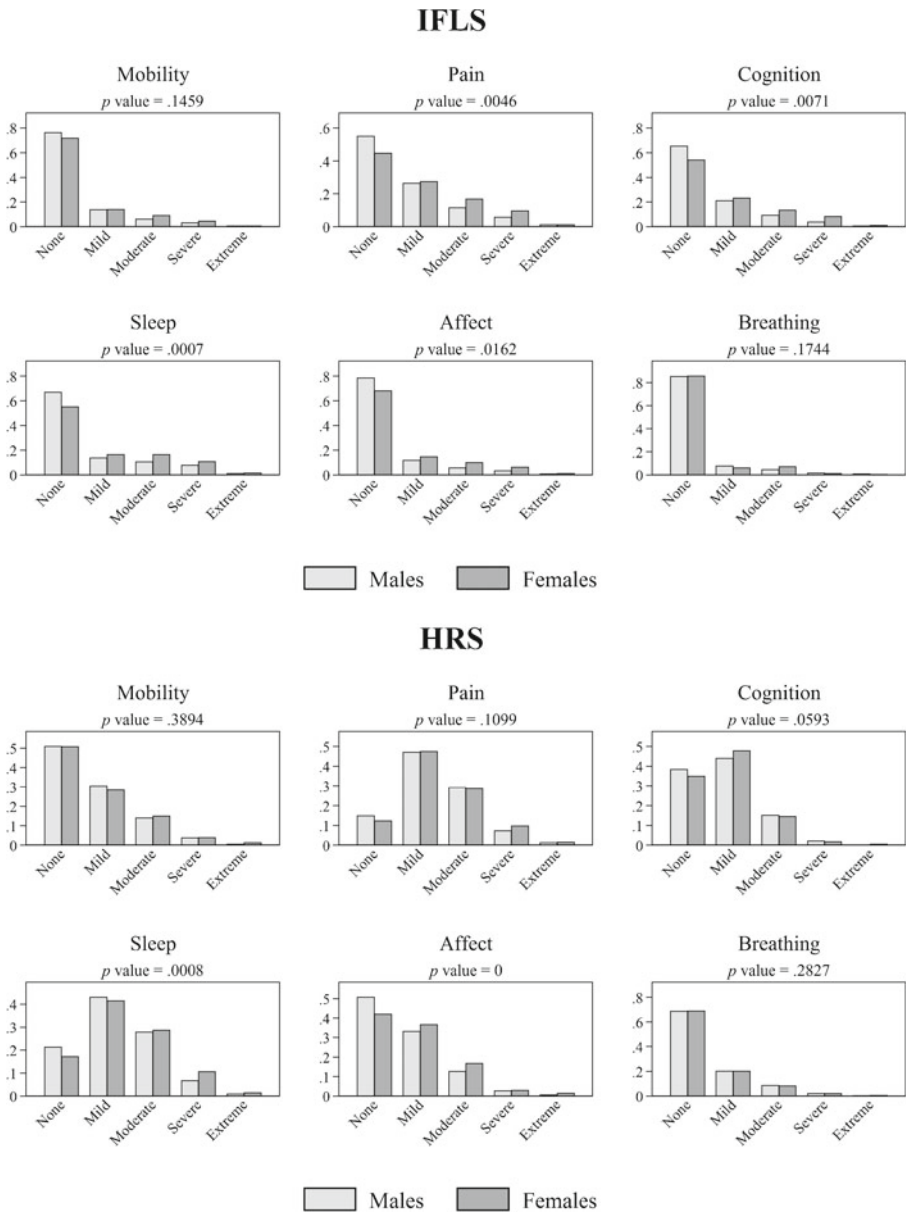 IFLS
Mobility
p value = .1459
.8
.6
.4
.2
0
None
Mild
Moderate
Severe
Extreme
Pain
p value = .0046
.6
.4
.2
0
None
Mild
Moderate
Severe
Extreme
Cognition
p value = .0071
.8
.6
.4
.2
0
None
Mild
Moderate
Severe
Extreme
Sleep
p value = .0007
.8
.6
.4
.2
0
None
Mild
Moderate
Severe
Extreme
Affect
p value = .0162
.8
.6
.4
.2
0
None
Mild
Moderate
Severe
Extreme
Breathing
p value = .1744
.8
.6
.4
.2
0
None
Mild
Moderate
Severe
Extreme
Males
Females
HRS
Mobility
p value = .3894
.5
.4
.3
.2
.1
0
None
Mild
Moderate
Severe
Extreme
Pain
p value = .1099
.5
.4
.3
.2
.1
0
None
Mild
Moderate
Severe
Extreme
Cognition
p value = .0593
.5
.4
.3
.2
.1
0
None
Mild
Moderate
Severe
Extreme
Sleep
p value = .0008
.4
.3
.2
.1
0
None
Mild
Moderate
Severe
Extreme
Affect
p value = 0
.5
.4
.3
.2
.1
0
None
Mild
Moderate
Severe
Extreme
Breathing
p value = .2827
.8
.6
.4
.2
0
None
Mild
Moderate
Severe
Extreme
Males
Females